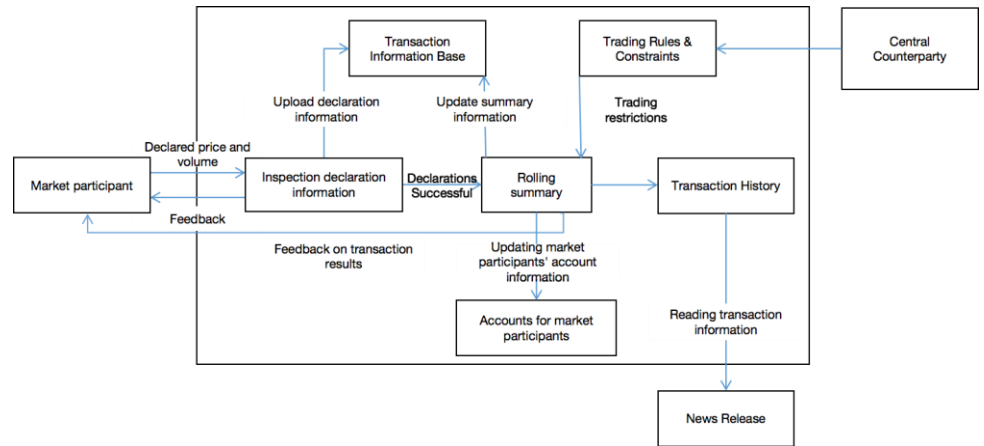 Transaction
Information Base
Trading Rules &
Constraints
Central
Counterparty
Upload declaration
information
Update summary
information
Trading
restrictions
Declared price and
volume
Market participant
Inspection declaration
information
Declarations
Successful
Rolling
summary
Transaction History
Feedback
Feedback on transaction
results
Updating market
participants' account
information
Accounts for market
participants
Reading transaction
information
News Release